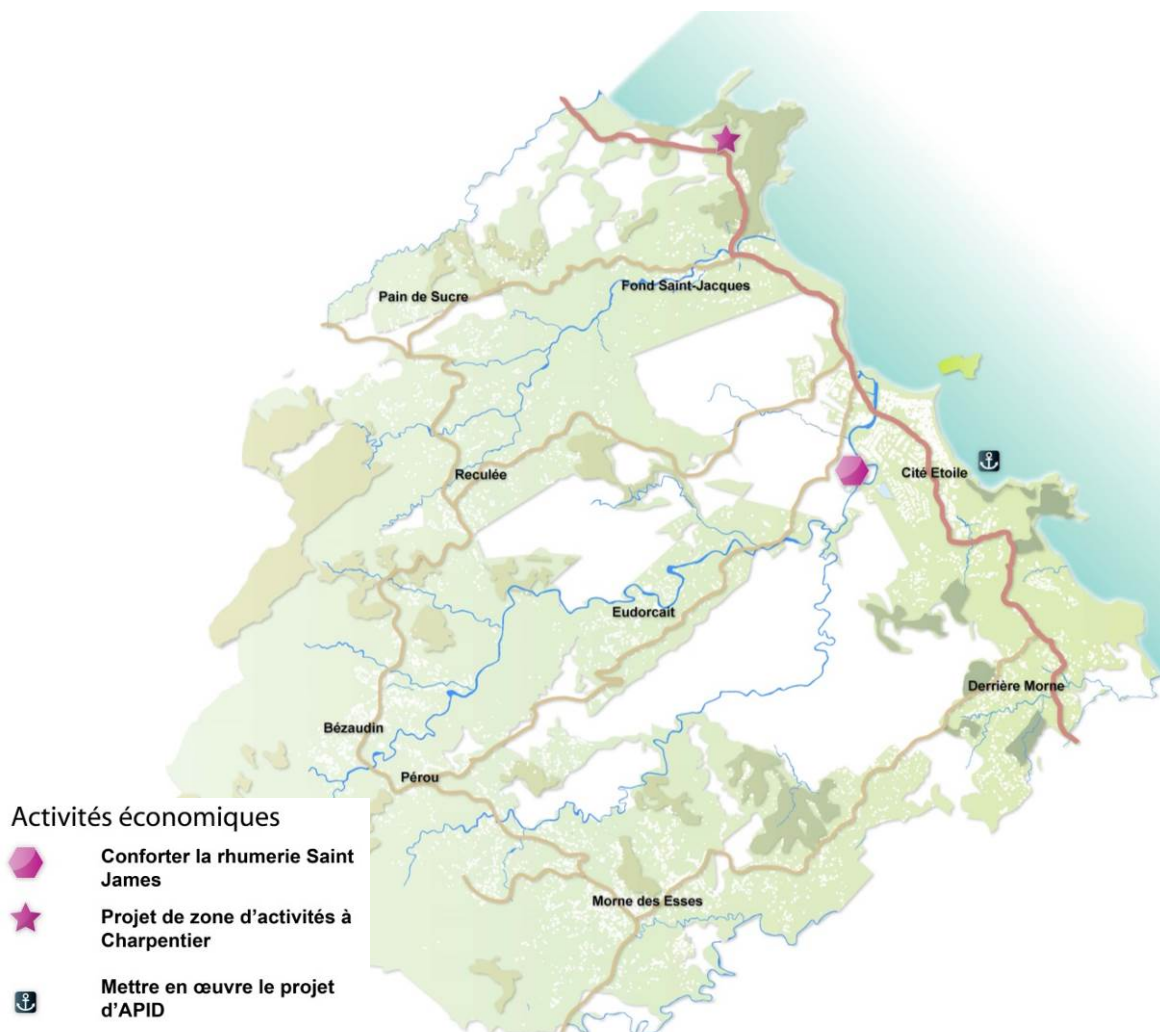 Pain de Sucre
Fond Saint-Jacques
Reculée
Cité Etoile
Eudorcait
Derrière Morne
Bézaudin
Pérou
Morne des Esses
Activités économiques
Conforter la rhumerie Saint
James
Projet de zone d’activités à
Charpentier
Mettre en œuvre le projet
d’APID